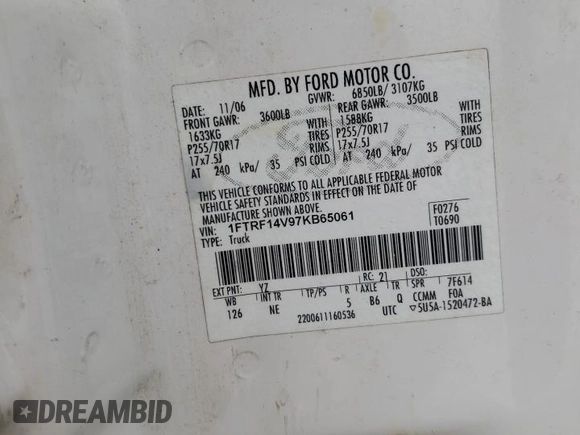 MFD. BY FORD MOTOR CO.
DATE: 11/06 GVWR: 6850LB/ 3107KG
FRONT GAWR: 3600LB REAR GAWR: 3500LB
1633KG WITH 1588KG WITH
P255/70R17 TIRES P255/70R17 TIRES
17x7.5J RIMS 17x7.5J RIMS
AT 240 kPa/ 35 PSI COLD AT 240 kPa/ 35 PSI COLD
THIS VEHICLE CONFORMS TO ALL APPLICABLE FEDERAL MOTOR
VEHICLE SAFETY STANDARDS IN EFFECT ON THE DATE OF
MANUFACTURE SHOWN ABOVE.
VIN: 1FTRF14V97KB65061 F0276
TYPE: Truck T0690
EXT PNT: YZ RC: 21 DSO:
WB INT TR TP/PS R AXLE TR SPR 7F614
126 NE 5 B6 Q CCMM F0A
2200611160536 UTC ▽5U5A-1520472-BA
Ford
DREAMBID